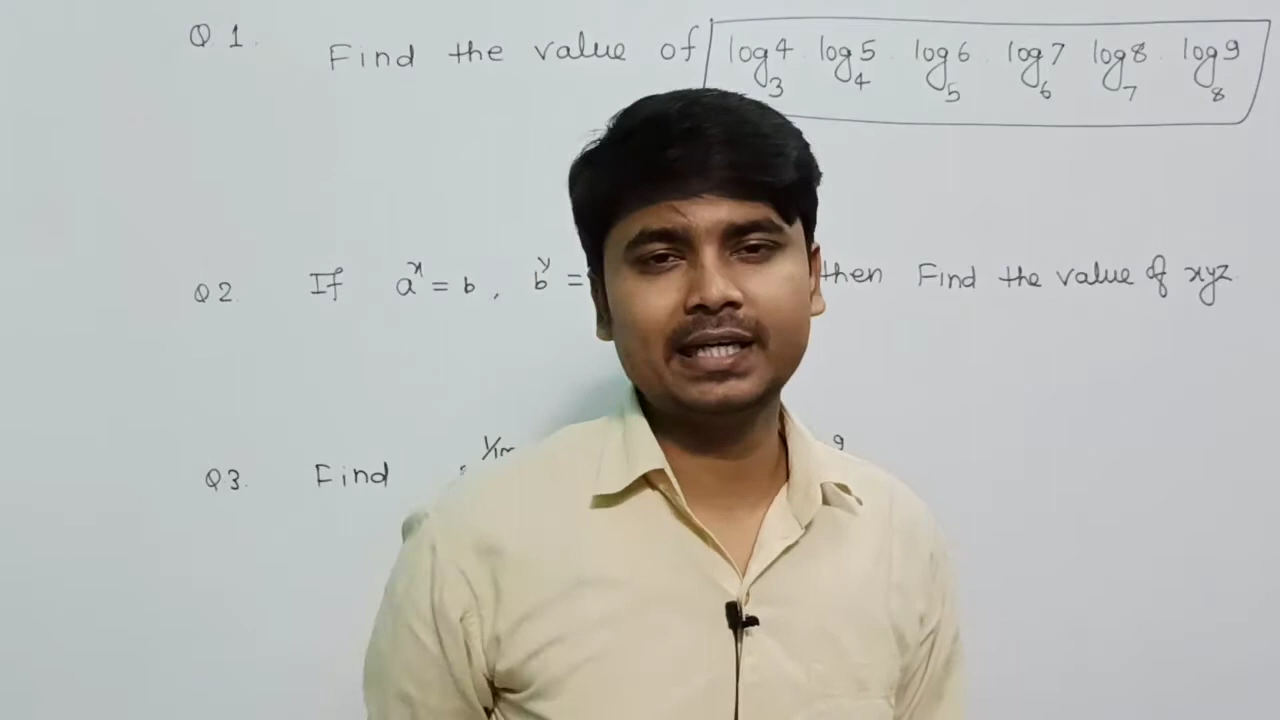 Q 1. Find the value of log₃4 . log₄5 log₅6 . log₆7 log₇8 . log₈9
Q 2. If aˣ = b, bʸ = then Find the value of xyz
Q 3. Find